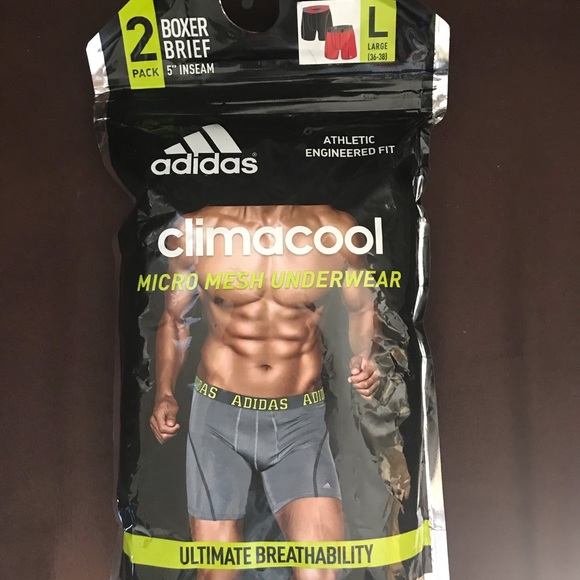 2
PACK
BOXER
BRIEF
5" INSEAM
L
LARGE
(36-38)
adidas®
ATHLETIC
ENGINEERED FIT
climacool
MICRO MESH UNDERWEAR
DAS ADIDAS ADI
ULTIMATE BREATHABILITY